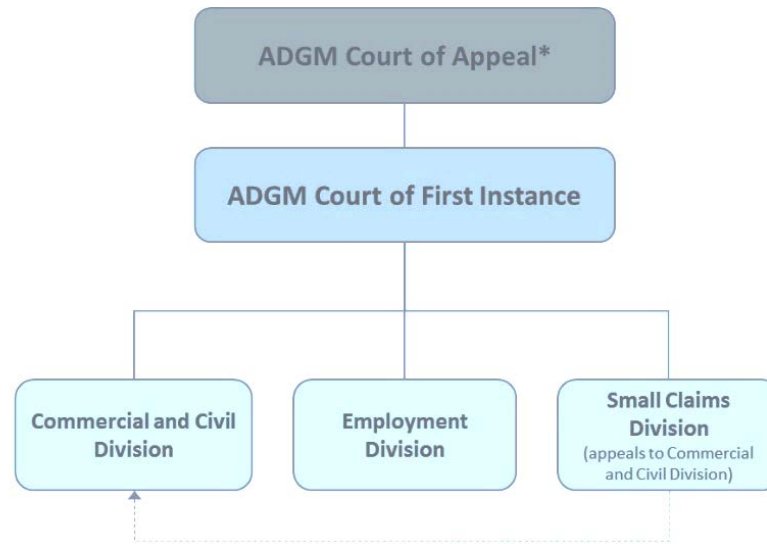 ADGM Court of Appeal*
ADGM Court of First Instance
Commercial and Civil
Division
Employment
Division
Small Claims
Division
(appeals to Commercial
and Civil Division)